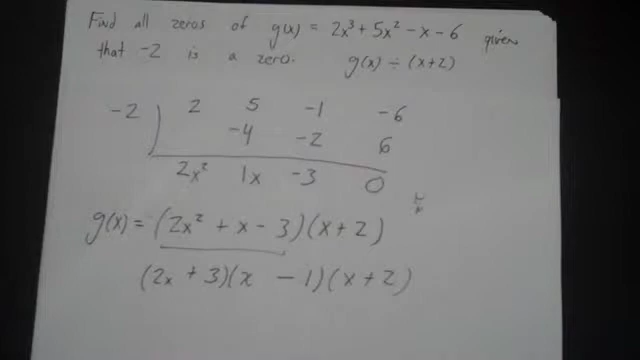 Find all zeros of g(x) = 2x³ + 5x² - x - 6 given
that -2 is a zero. g(x) ÷ (x+2)
-2 2 5 -1 -6
-4 -2 6
2x² 1x -3 0
g(x) = (2x² + x - 3)(x + 2)
(2x + 3)(x - 1)(x + 2)